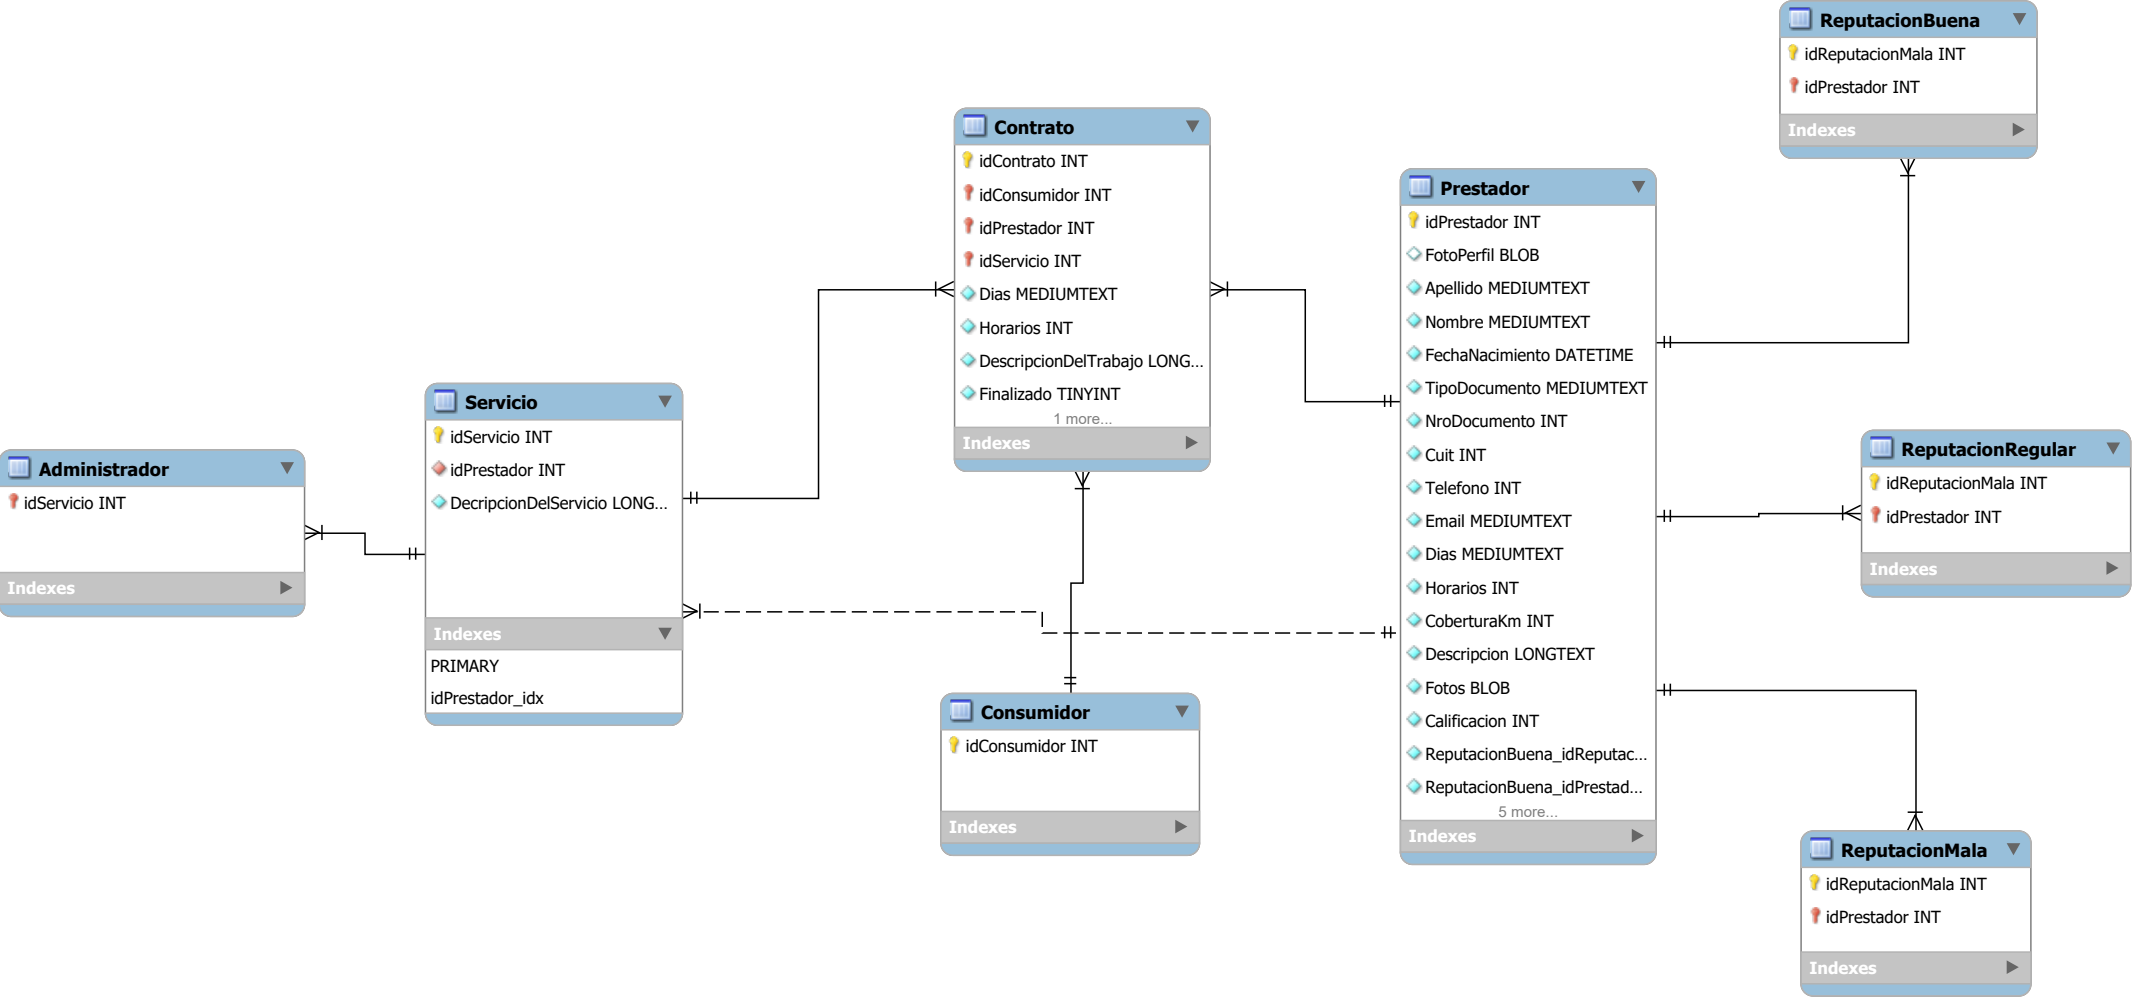 Administrador
idServicio INT
Indexes
Servicio
idServicio INT
idPrestador INT
DecripcionDelServicio LONG...
Indexes
PRIMARY
idPrestador_idx
Contrato
idContrato INT
idConsumidor INT
idPrestador INT
idServicio INT
Dias MEDIUMTEXT
Horarios INT
DescripcionDelTrabajo LONG...
Finalizado TINYINT
1 more...
Indexes
Consumidor
idConsumidor INT
Indexes
Prestador
idPrestador INT
FotoPerfil BLOB
Apellido MEDIUMTEXT
Nombre MEDIUMTEXT
FechaNacimiento DATETIME
TipoDocumento MEDIUMTEXT
NroDocumento INT
Cuit INT
Telefono INT
Email MEDIUMTEXT
Dias MEDIUMTEXT
Horarios INT
CoberturaKm INT
Descripcion LONGTEXT
Fotos BLOB
Calificacion INT
ReputacionBuena_idReputac...
ReputacionBuena_idPrestad...
5 more...
Indexes
ReputacionBuena
idReputacionMala INT
idPrestador INT
Indexes
ReputacionRegular
idReputacionMala INT
idPrestador INT
Indexes
ReputacionMala
idReputacionMala INT
idPrestador INT
Indexes